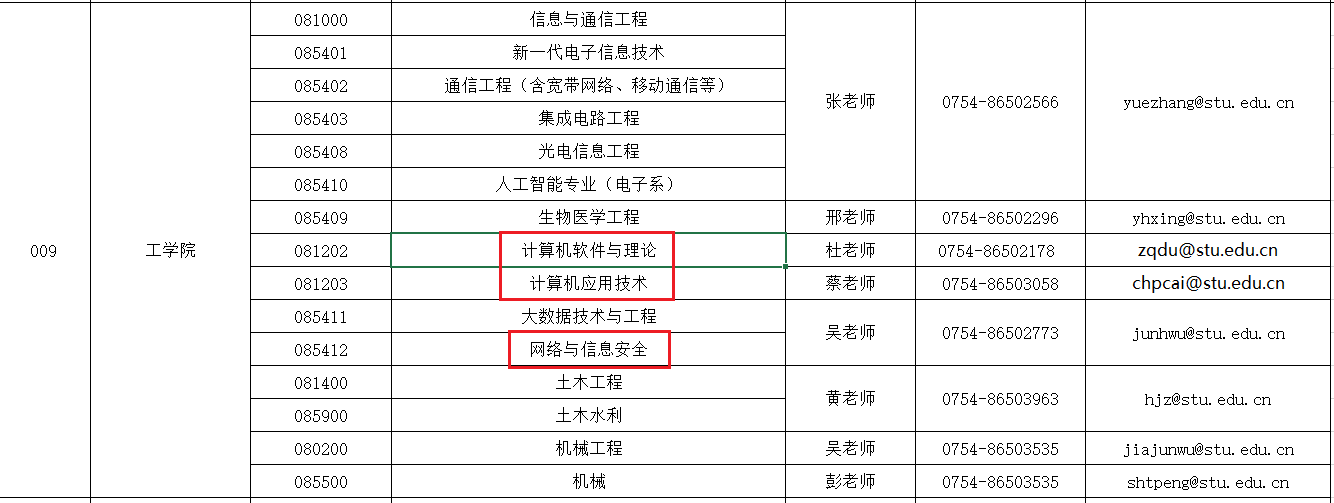 081000 信息与通信工程
085401 新一代电子信息技术
085402 通信工程（含宽带网络、移动通信等）
张老师 0754-86502566 yuezhang@stu.edu.cn
085403 集成电路工程
085408 光电信息工程
085410 人工智能专业（电子系）
085409 生物医学工程 邢老师 0754-86502296 yhxing@stu.edu.cn
009 工学院 081202 计算机软件与理论 杜老师 0754-86502178 zqdu@stu.edu.cn
081203 计算机应用技术 蔡老师 0754-86503058 chpcai@stu.edu.cn
085411 大数据技术与工程
吴老师 0754-86502773 junhwu@stu.edu.cn
085412 网络与信息安全
081400 土木工程
黄老师 0754-86503963 hjz@stu.edu.cn
085900 土木水利
080200 机械工程 吴老师 0754-86503535 jiajunwu@stu.edu.cn
085500 机械 彭老师 0754-86503535 shtpeng@stu.edu.cn